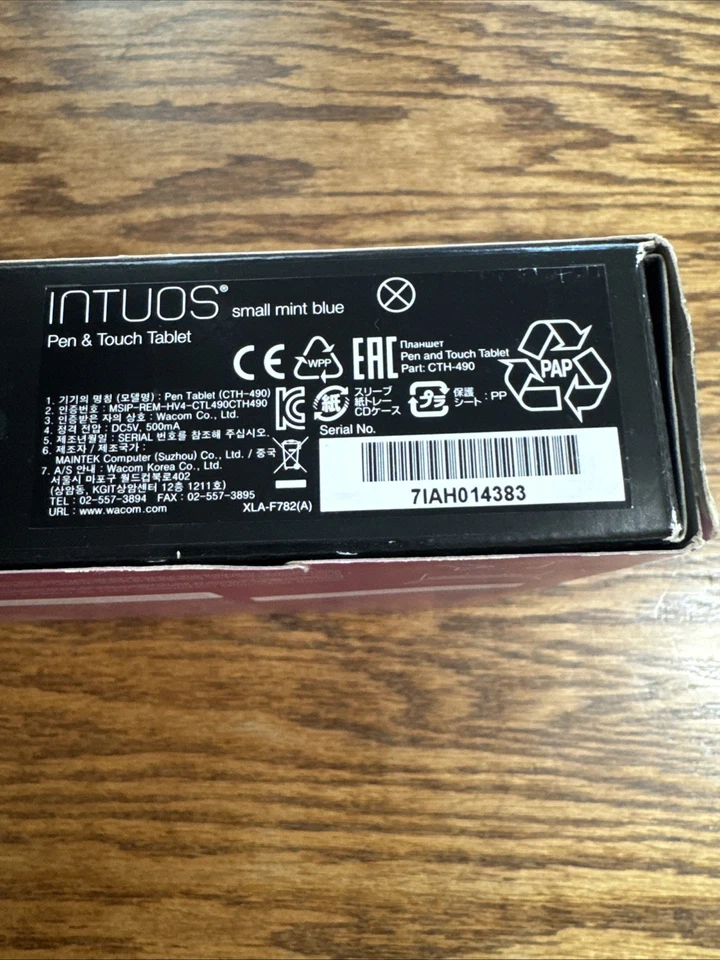 INTUOS® small mint blue
Pen & Touch Tablet
CE
WPP
EAC
Планшет
Pen and Touch Tablet
Part: CTH-490
PAP
1. 기기의 명칭 (모델명) : Pen Tablet (CTH-490)
2. 인증번호 : MSIP-REM-HV4-CTL490CTH490
3. 인증받은 자의 상호 : Wacom Co., Ltd.
4. 정격 전압 : DC5V, 500mA
5. 제조년월일 : SERIAL 번호를 참조해 주십시오.
6. 제조자 / 제조국가 :
MAINTEK Computer (Suzhou) Co., Ltd. / 중국
7. A/S 안내 : Wacom Korea Co., Ltd.
서울시 마포구 월드컵북로402
(상암동, KGIT상암센터 12층 1211호)
TEL : 02-557-3894 FAX : 02-557-3895
URL : www.wacom.com
XLA-F782(A)
紙
スリーブ
紙トレー
CDケース
プラ
保護
シート : PP
Serial No.
7IAH014383